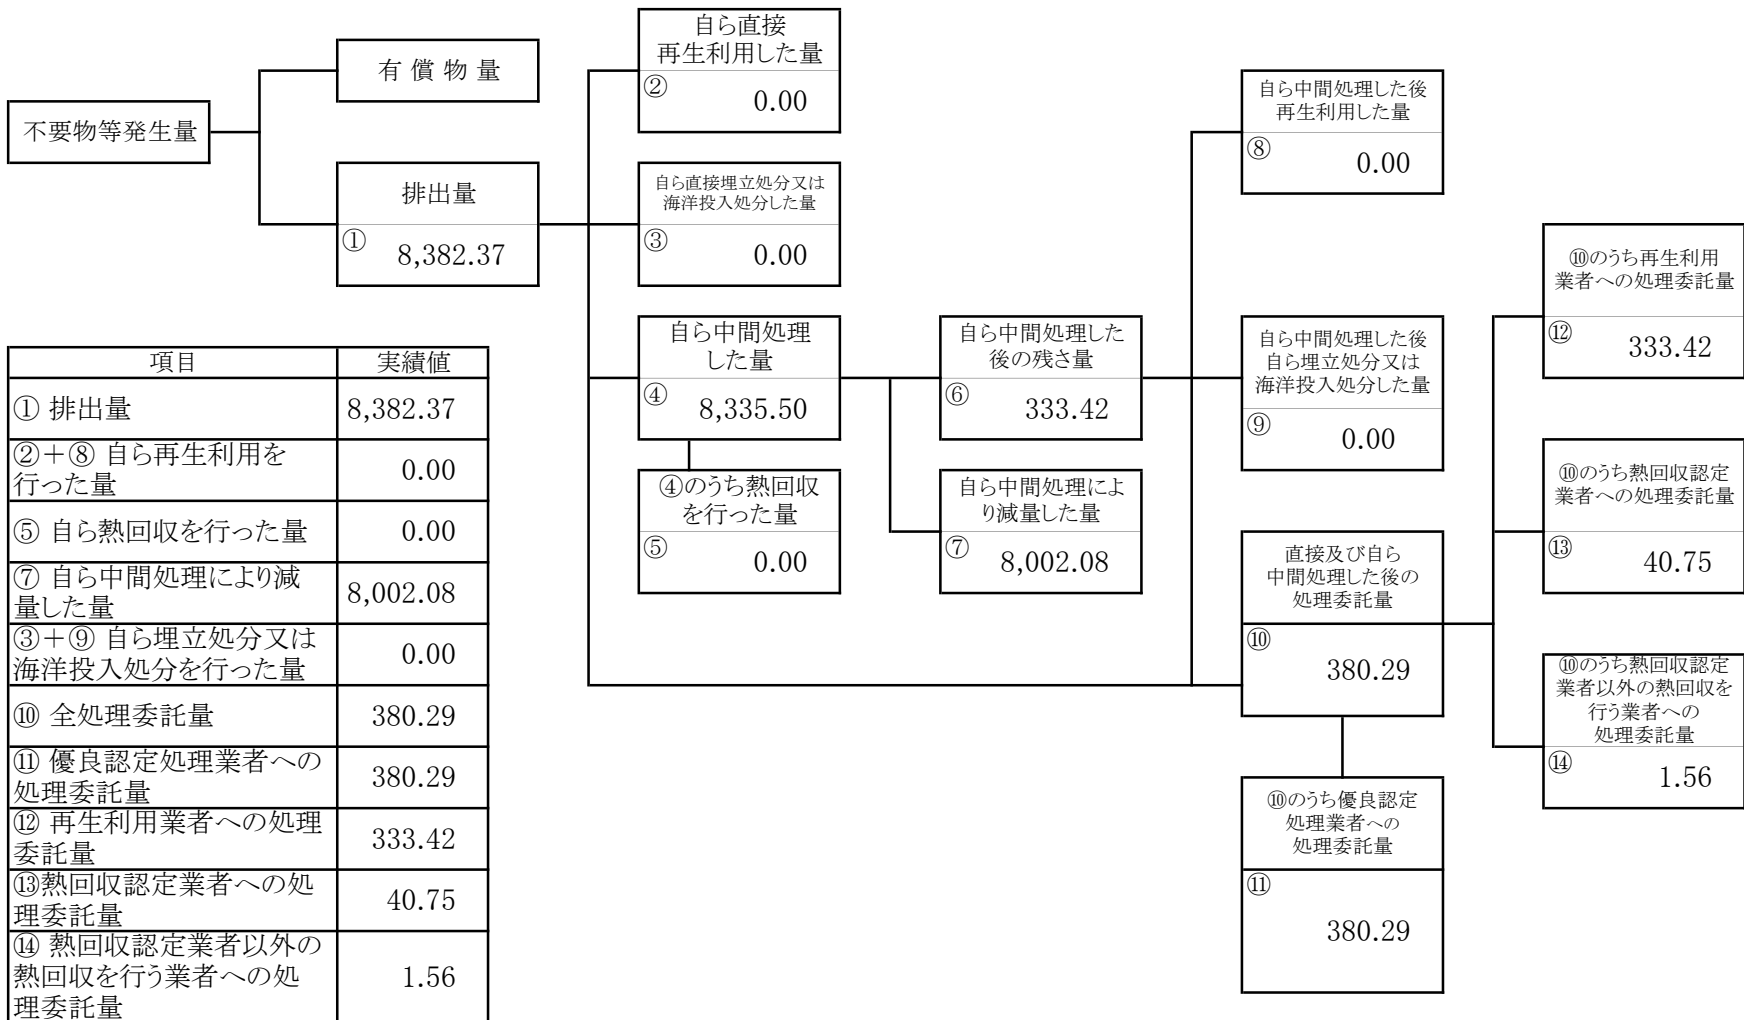 自ら直接
再生利用した量
② 0.00
有 償 物 量
不要物等発生量
排出量
① 8,382.37
自ら直接埋立処分又は
海洋投入処分した量
③ 0.00
自ら中間処理した後
再生利用した量
⑧ 0.00
自ら中間処理
した量
④ 8,335.50
自ら中間処理した
後の残さ量
⑥ 333.42
自ら中間処理した後
自ら埋立処分又は
海洋投入処分した量
⑨ 0.00
④のうち熱回収
を行った量
⑤ 0.00
自ら中間処理によ
り減量した量
⑦ 8,002.08
直接及び自ら
中間処理した後の
処理委託量
⑩ 380.29
⑩のうち優良認定
処理業者への
処理委託量
⑪ 380.29
⑩のうち再生利用
業者への処理委託量
⑫ 333.42
⑩のうち熱回収認定
業者への処理委託量
⑬ 40.75
⑩のうち熱回収認定
業者以外の熱回収を
行う業者への
処理委託量
⑭ 1.56
項目 実績値
① 排出量 8,382.37
②＋⑧ 自ら再生利用を
行った量 0.00
⑤ 自ら熱回収を行った量 0.00
⑦ 自ら中間処理により減
量した量 8,002.08
③＋⑨ 自ら埋立処分又は
海洋投入処分を行った量 0.00
⑩ 全処理委託量 380.29
⑪ 優良認定処理業者への
処理委託量 380.29
⑫ 再生利用業者への処理
委託量 333.42
⑬熱回収認定業者への処
理委託量 40.75
⑭ 熱回収認定業者以外の
熱回収を行う業者への処
理委託量 1.56